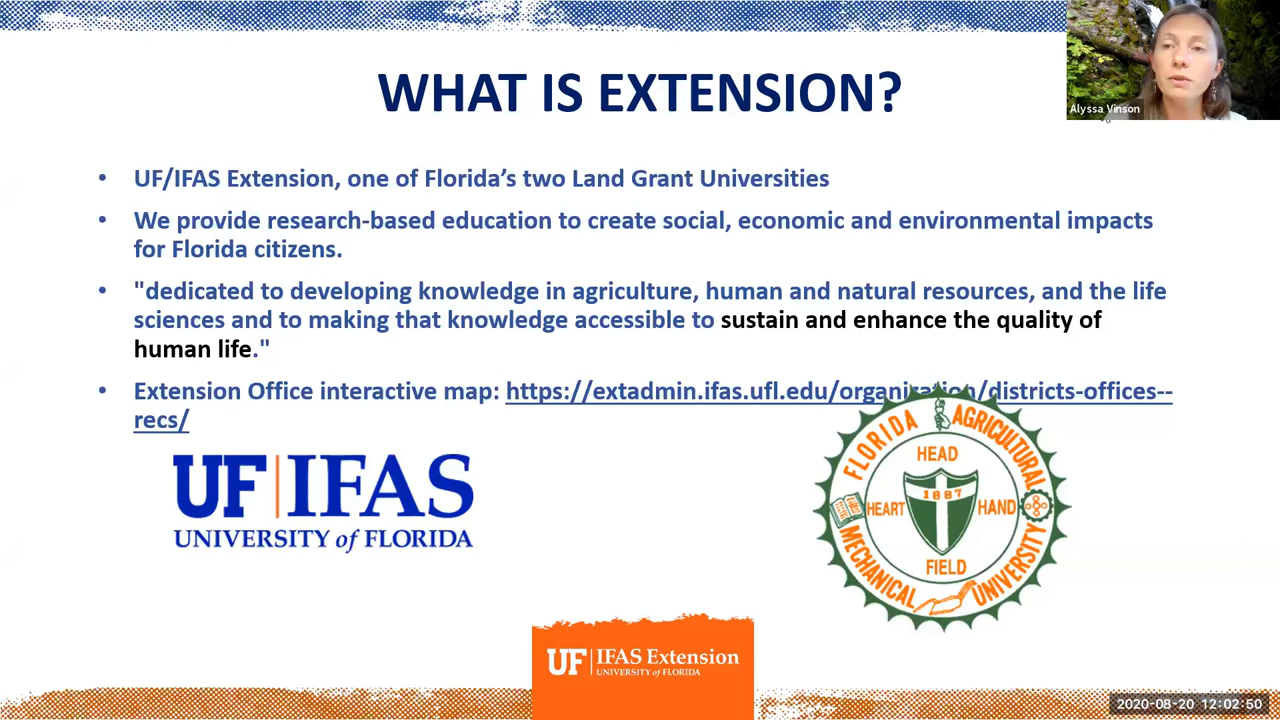 WHAT IS EXTENSION?
Alyssa Vinson
• UF/IFAS Extension, one of Florida's two Land Grant Universities
• We provide research-based education to create social, economic and environmental impacts
for Florida citizens.
• "dedicated to developing knowledge in agriculture, human and natural resources, and the life
sciences and to making that knowledge accessible to sustain and enhance the quality of
human life."
• Extension Office interactive map: https://extadmin.ifas.ufl.edu/organization/districts-offices--
recs/
UF IFAS
UNIVERSITY of FLORIDA
FLORIDA AGRICULTURAL
HEAD
1887
HEART HAND
FIELD
MECHANICAL UNIVERSITY
UF IFAS Extension
UNIVERSITY of FLORIDA
2020-08-20 12:02:50